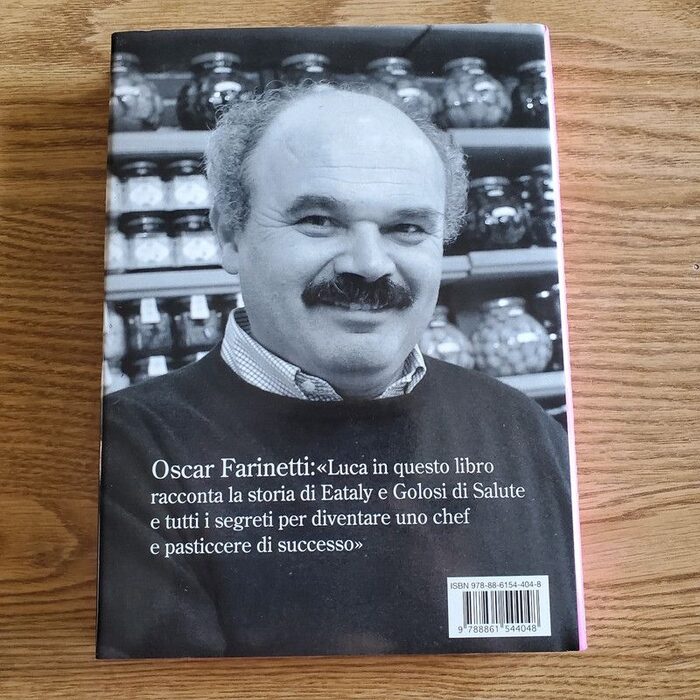 Oscar Farinetti:«Luca in questo libro
racconta la storia di Eataly e Golosi di Salute
e tutti i segreti per diventare uno chef
e pasticcere di successo»
ISBN 978-88-6154-404-8
9 788861 544048